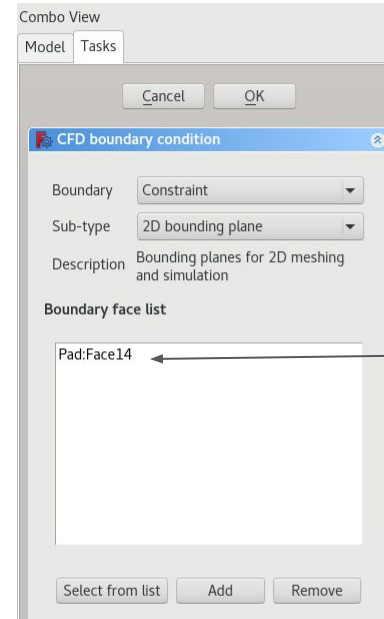 Combo View
Model Tasks
Cancel OK
CFD boundary condition
Boundary Constraint
Sub-type 2D bounding plane
Description Bounding planes for 2D meshing
and simulation
Boundary face list
Pad:Face14
Select from list Add Remove